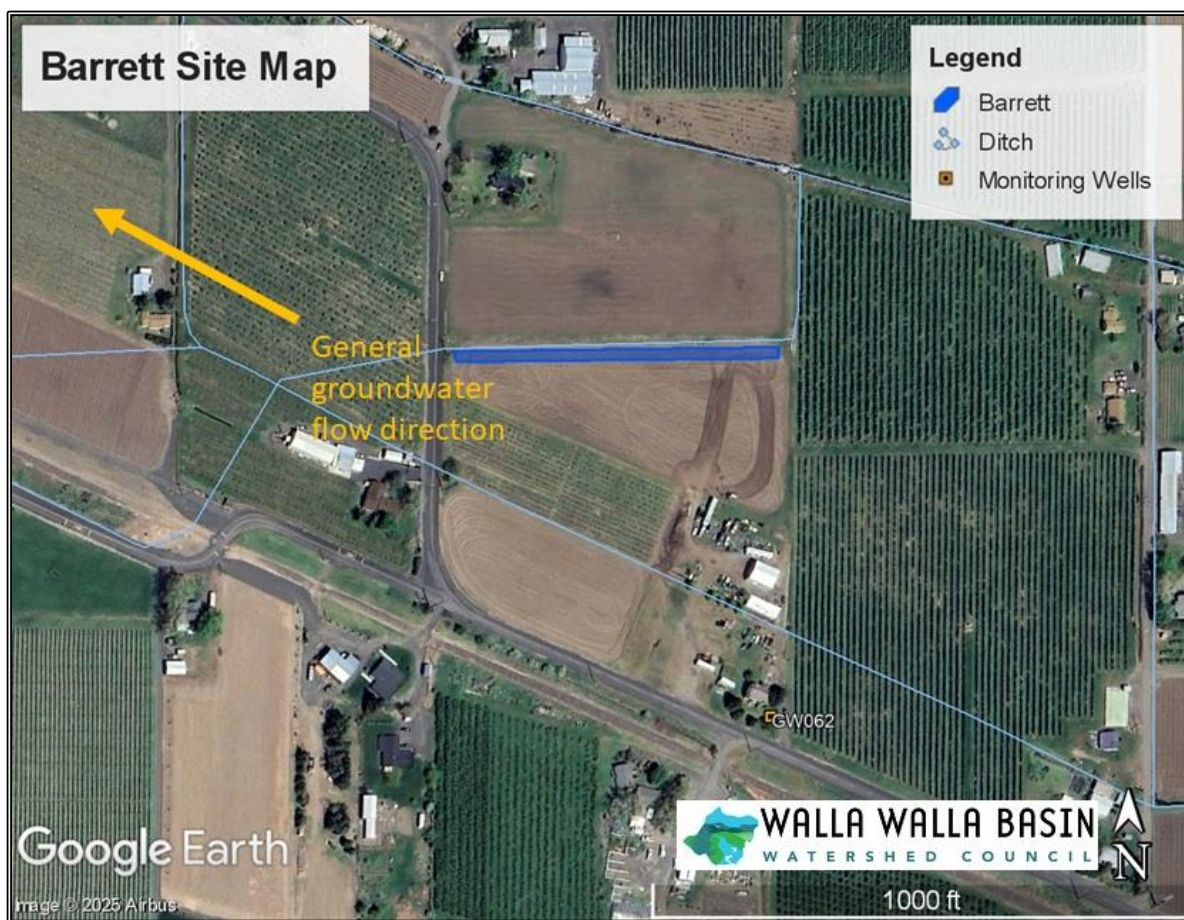 Barrett Site Map
Legend
Barrett
Ditch
Monitoring Wells
General
groundwater
flow direction
GW062
WALLA WALLA BASIN
WATERSHED COUNCIL
N
Google Earth
Image © 2025 Airbus
1000 ft